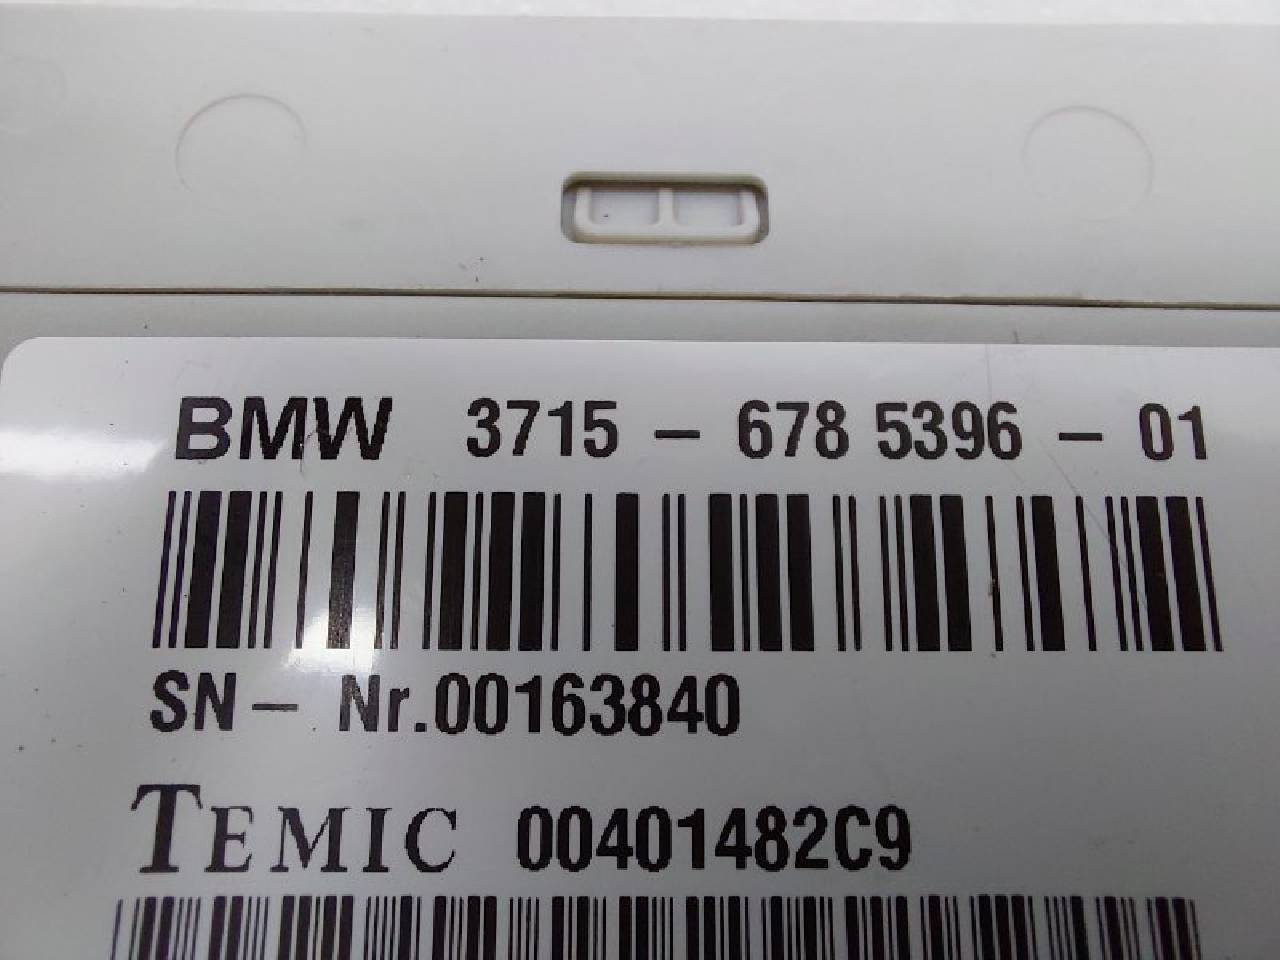 BMW 3715 - 678 5396 - 01
SN- Nr.00163840
TEMIC 00401482C9